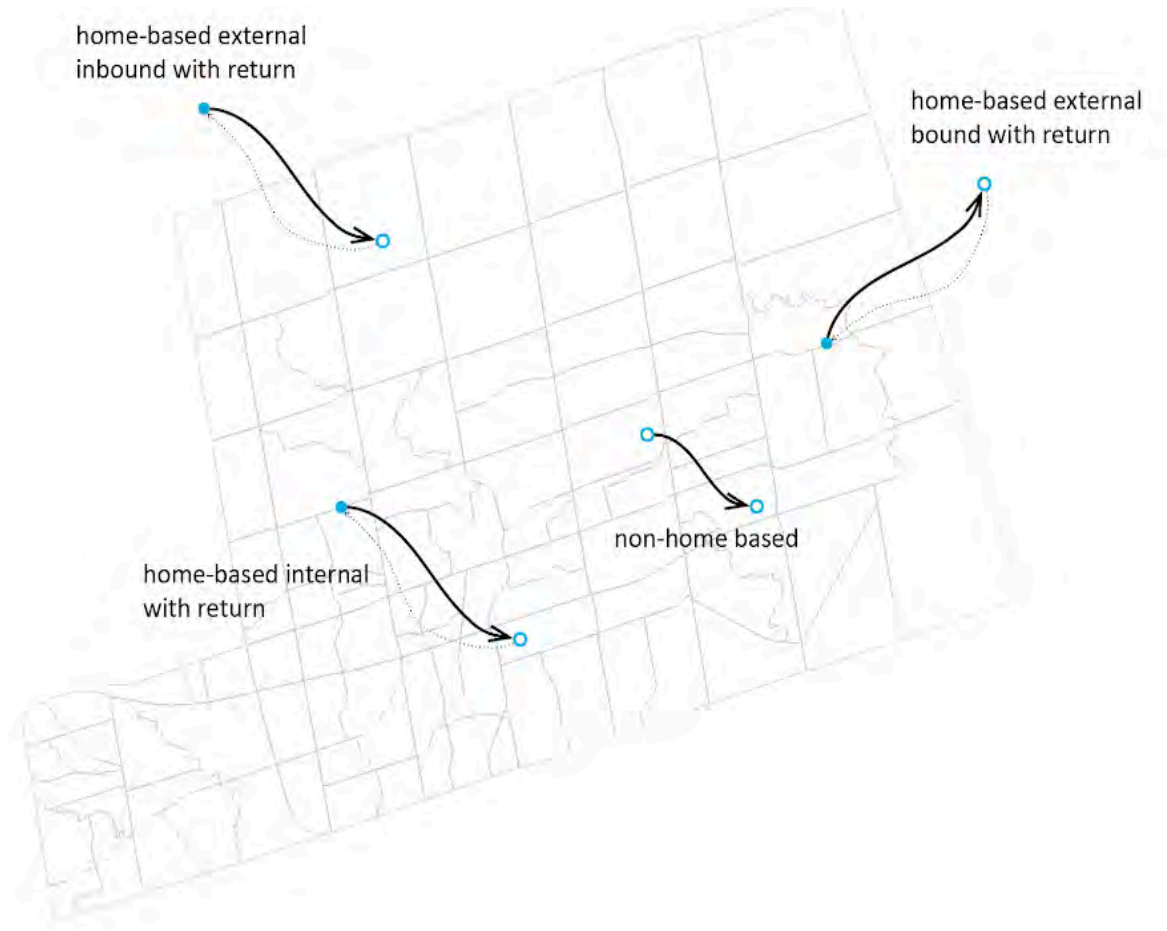 home-based external
inbound with return
home-based external
bound with return
non-home based
home-based internal
with return